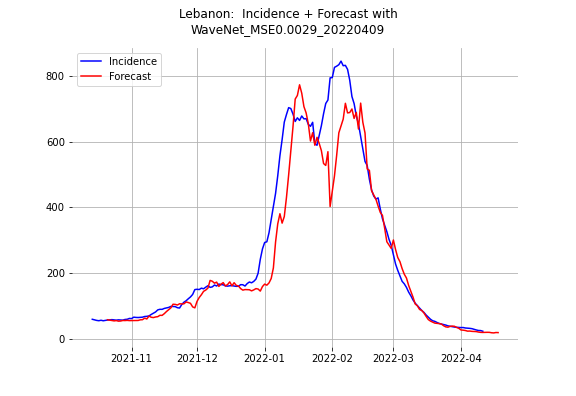 Lebanon:  Incidence + Forecast with
WaveNet_MSE0.0029_20220409
Incidence
Forecast
800
600
400
200
0
2021-11 2021-12 2022-01 2022-02 2022-03 2022-04